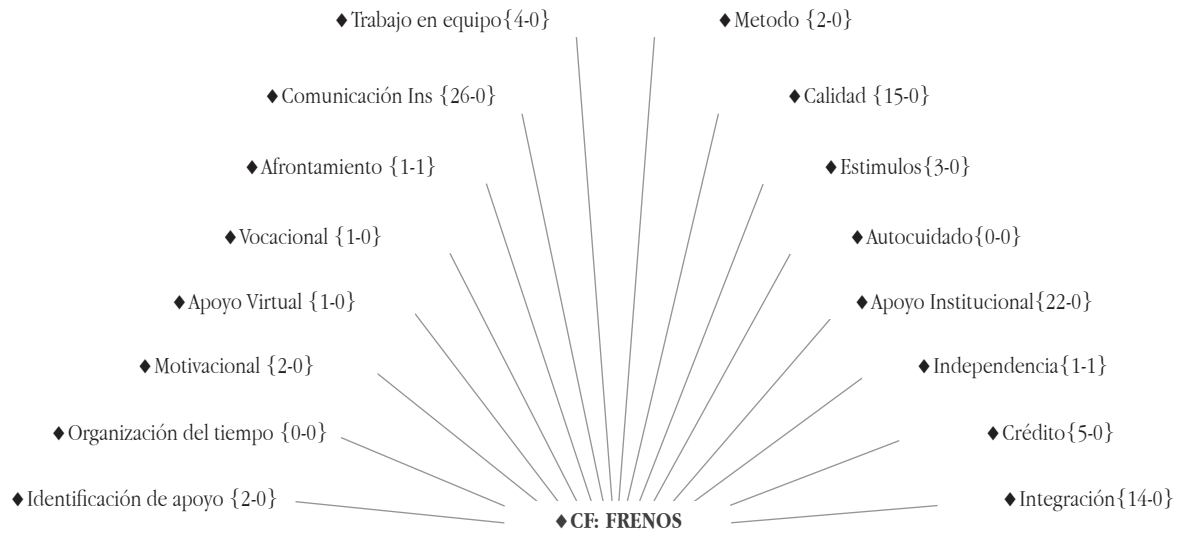 ♦Trabajo en equipo{4-0}
♦Metodo {2-0}
♦Comunicación Ins {26-0}
♦Calidad {15-0}
♦Afrontamiento {1-1}
♦Estimulos{3-0}
♦Vocacional {1-0}
♦Autocuidado{0-0}
♦Apoyo Virtual {1-0}
♦Apoyo Institucional{22-0}
♦Motivacional {2-0}
♦Independencia{1-1}
♦Organización del tiempo {0-0}
♦Crédito{5-0}
♦Identificación de apoyo {2-0}
♦Integración{14-0}
♦CF: FRENOS